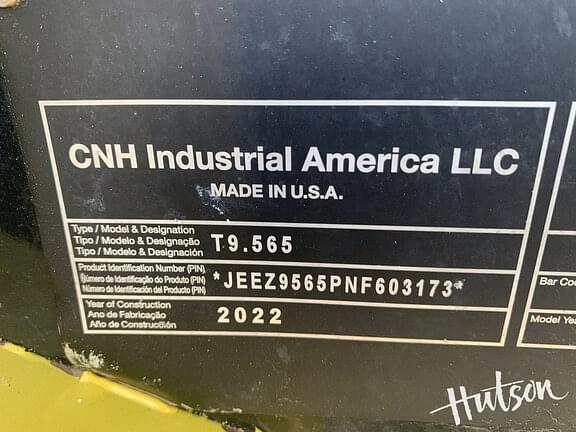 CNH Industrial America LLC
MADE IN U.S.A.
Type / Model & Designation
Tipo / Modelo & Designação
Tipo / Modelo & Designación
T9.565
Product Identification Number (PIN)
Número de Identificação do Produto (PIN)
Número de Identificación del Producto (PIN)
*JEEZ9565PNF603173*
Year of Construction
Ano de Fabricação
Año de Constructión
2022
Bar Co
Model Ye
Hutson